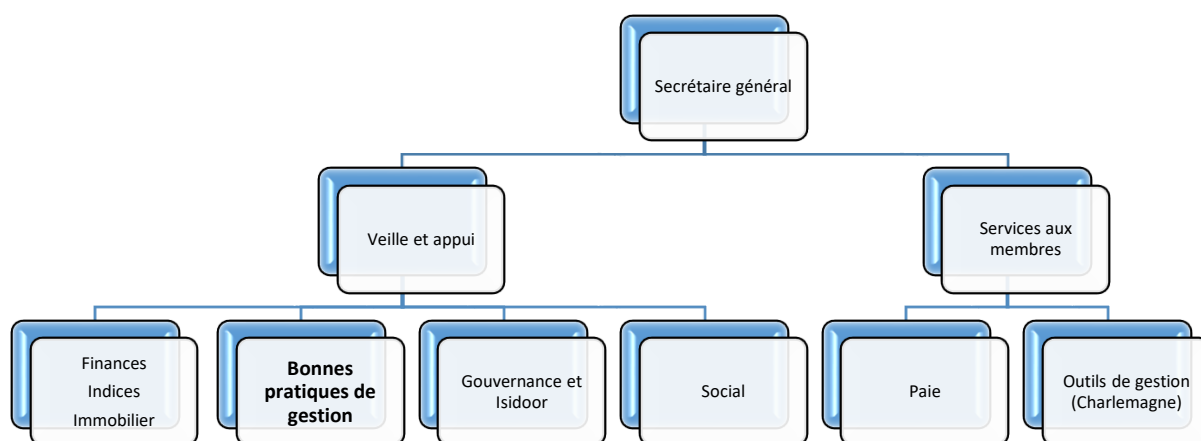 Secrétaire général
Veille et appui
Services aux
membres
Finances
Indices
Immobilier
Bonnes
pratiques de
gestion
Gouvernance et
Isidoor
Social
Paie
Outils de gestion
(Charlemagne)